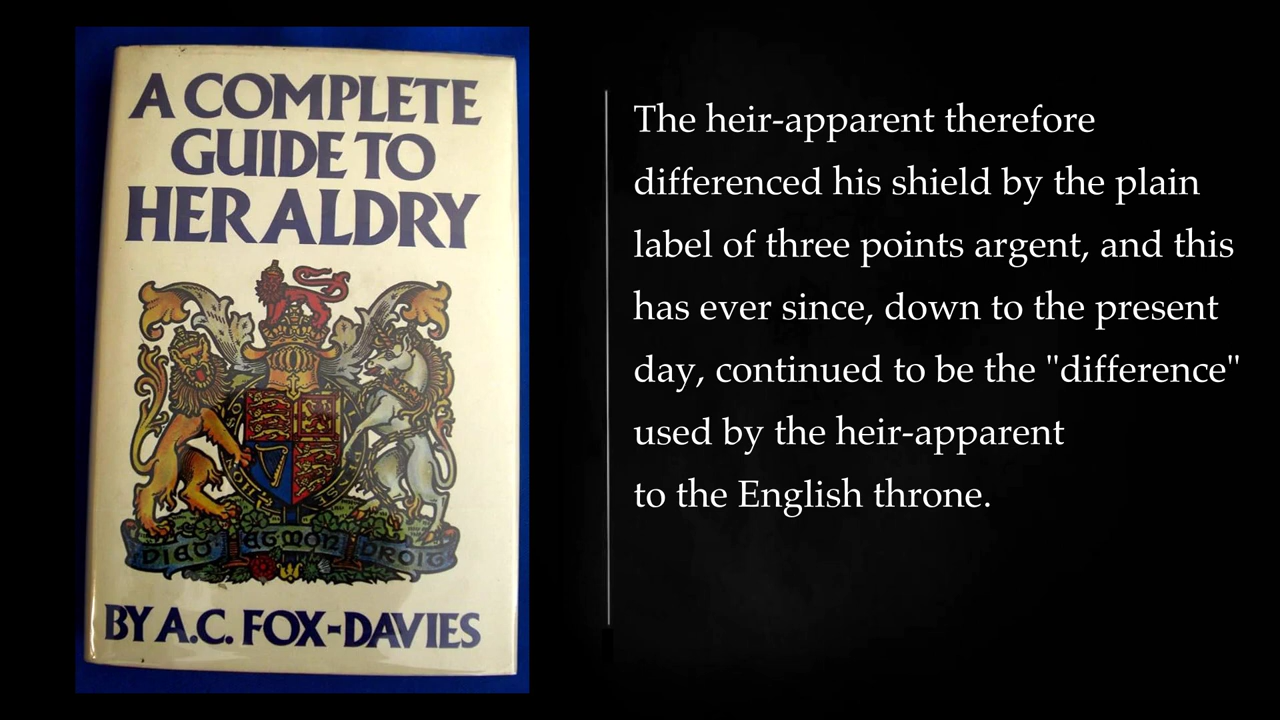 A COMPLETE
GUIDE TO
HERALDRY
DIEU ET MON DROIT
BY A.C. FOX-DAVIES
The heir-apparent therefore
differenced his shield by the plain
label of three points argent, and this
has ever since, down to the present
day, continued to be the "difference"
used by the heir-apparent
to the English throne.